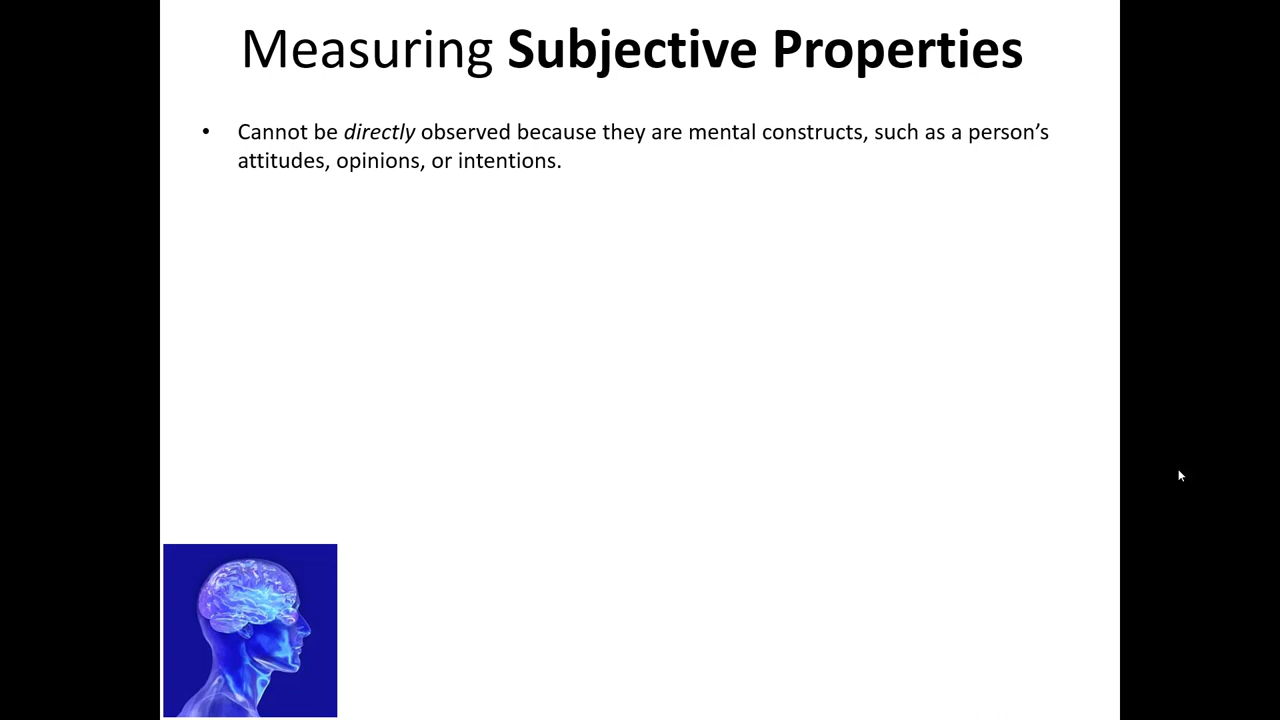 Measuring Subjective Properties
• Cannot be directly observed because they are mental constructs, such as a person’s
attitudes, opinions, or intentions.